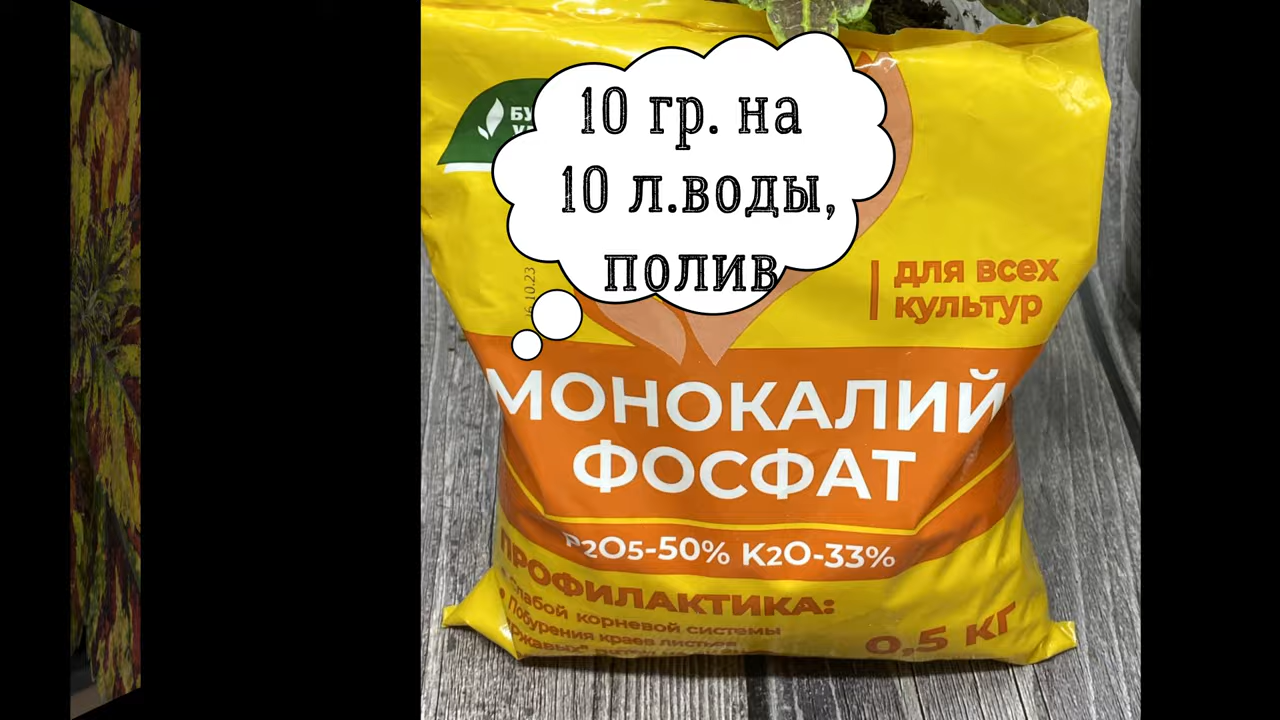 10 гр. на
10 л.воды,
полив
для всех
культур
МОНОКАЛИЙ
ФОСФАТ
P2O5-50% K2O-33%
ПРОФИЛАКТИКА:
слабой корневой системы
Побурения краев листьев
0,5 кг